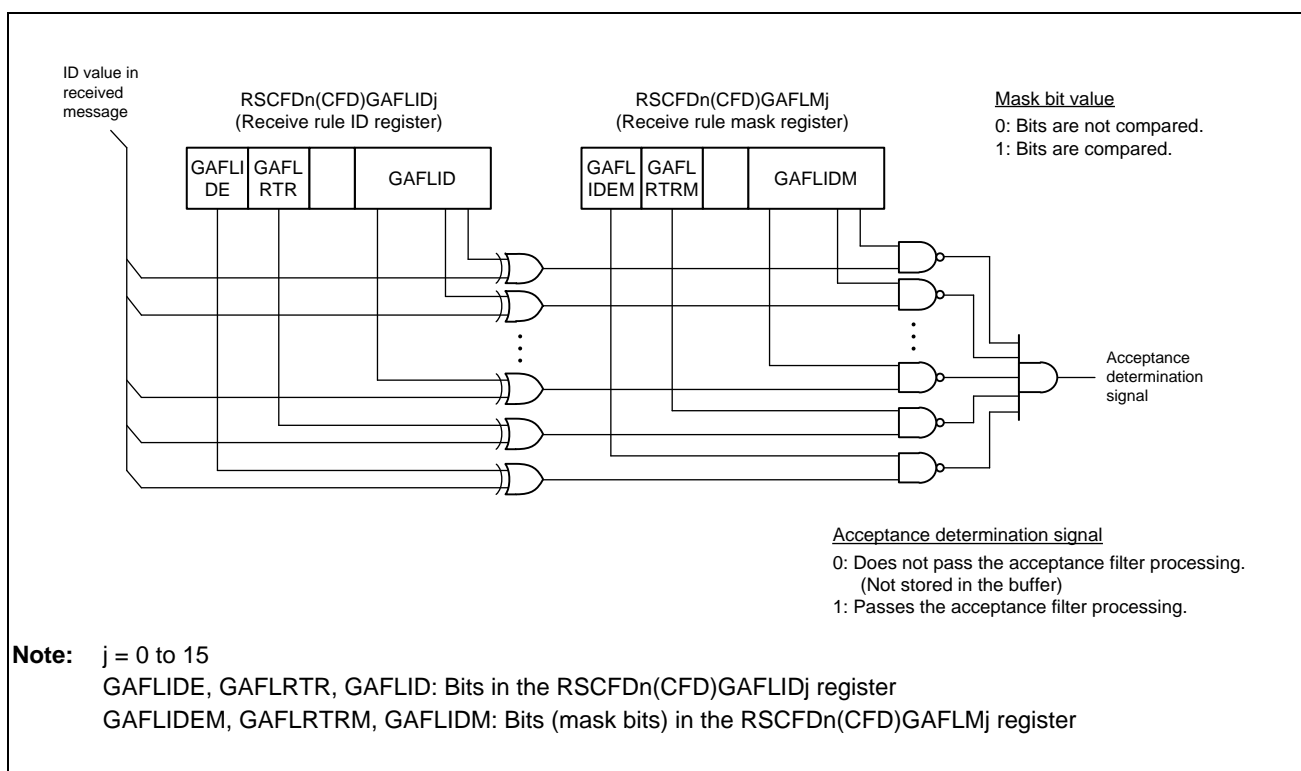 ID value in
received
message
RSCFDn(CFD)GAFLIDj
(Receive rule ID register)
GAFLI
DE
GAFL
RTR
GAFLID
RSCFDn(CFD)GAFLMj
(Receive rule mask register)
GAFL
IDEM
GAFL
RTRM
GAFLIDM
Mask bit value
0: Bits are not compared.
1: Bits are compared.
Acceptance
determination
signal
Acceptance determination signal
0: Does not pass the acceptance filter processing.
(Not stored in the buffer)
1: Passes the acceptance filter processing.
Note: j = 0 to 15
GAFLIDE, GAFLRTR, GAFLID: Bits in the RSCFDn(CFD)GAFLIDj register
GAFLIDEM, GAFLRTRM, GAFLIDM: Bits (mask bits) in the RSCFDn(CFD)GAFLMj register